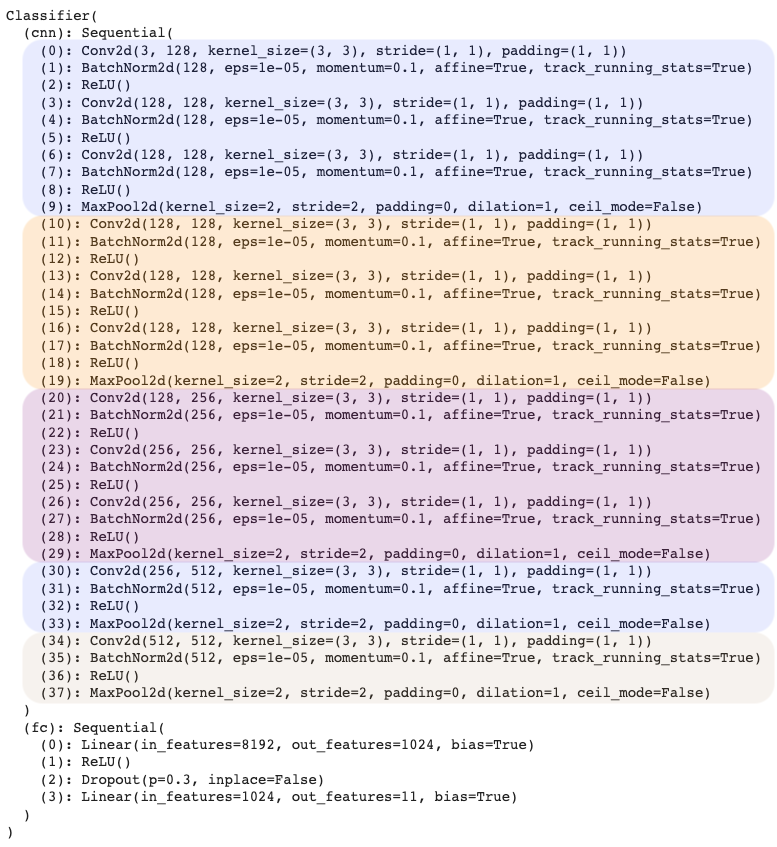 Classifier(
  (cnn): Sequential(
    (0): Conv2d(3, 128, kernel_size=(3, 3), stride=(1, 1), padding=(1, 1))
    (1): BatchNorm2d(128, eps=1e-05, momentum=0.1, affine=True, track_running_stats=True)
    (2): ReLU()
    (3): Conv2d(128, 128, kernel_size=(3, 3), stride=(1, 1), padding=(1, 1))
    (4): BatchNorm2d(128, eps=1e-05, momentum=0.1, affine=True, track_running_stats=True)
    (5): ReLU()
    (6): Conv2d(128, 128, kernel_size=(3, 3), stride=(1, 1), padding=(1, 1))
    (7): BatchNorm2d(128, eps=1e-05, momentum=0.1, affine=True, track_running_stats=True)
    (8): ReLU()
    (9): MaxPool2d(kernel_size=2, stride=2, padding=0, dilation=1, ceil_mode=False)
    (10): Conv2d(128, 128, kernel_size=(3, 3), stride=(1, 1), padding=(1, 1))
    (11): BatchNorm2d(128, eps=1e-05, momentum=0.1, affine=True, track_running_stats=True)
    (12): ReLU()
    (13): Conv2d(128, 128, kernel_size=(3, 3), stride=(1, 1), padding=(1, 1))
    (14): BatchNorm2d(128, eps=1e-05, momentum=0.1, affine=True, track_running_stats=True)
    (15): ReLU()
    (16): Conv2d(128, 128, kernel_size=(3, 3), stride=(1, 1), padding=(1, 1))
    (17): BatchNorm2d(128, eps=1e-05, momentum=0.1, affine=True, track_running_stats=True)
    (18): ReLU()
    (19): MaxPool2d(kernel_size=2, stride=2, padding=0, dilation=1, ceil_mode=False)
    (20): Conv2d(128, 256, kernel_size=(3, 3), stride=(1, 1), padding=(1, 1))
    (21): BatchNorm2d(256, eps=1e-05, momentum=0.1, affine=True, track_running_stats=True)
    (22): ReLU()
    (23): Conv2d(256, 256, kernel_size=(3, 3), stride=(1, 1), padding=(1, 1))
    (24): BatchNorm2d(256, eps=1e-05, momentum=0.1, affine=True, track_running_stats=True)
    (25): ReLU()
    (26): Conv2d(256, 256, kernel_size=(3, 3), stride=(1, 1), padding=(1, 1))
    (27): BatchNorm2d(256, eps=1e-05, momentum=0.1, affine=True, track_running_stats=True)
    (28): ReLU()
    (29): MaxPool2d(kernel_size=2, stride=2, padding=0, dilation=1, ceil_mode=False)
    (30): Conv2d(256, 512, kernel_size=(3, 3), stride=(1, 1), padding=(1, 1))
    (31): BatchNorm2d(512, eps=1e-05, momentum=0.1, affine=True, track_running_stats=True)
    (32): ReLU()
    (33): MaxPool2d(kernel_size=2, stride=2, padding=0, dilation=1, ceil_mode=False)
    (34): Conv2d(512, 512, kernel_size=(3, 3), stride=(1, 1), padding=(1, 1))
    (35): BatchNorm2d(512, eps=1e-05, momentum=0.1, affine=True, track_running_stats=True)
    (36): ReLU()
    (37): MaxPool2d(kernel_size=2, stride=2, padding=0, dilation=1, ceil_mode=False)
  )
  (fc): Sequential(
    (0): Linear(in_features=8192, out_features=1024, bias=True)
    (1): ReLU()
    (2): Dropout(p=0.3, inplace=False)
    (3): Linear(in_features=1024, out_features=11, bias=True)
  )
)